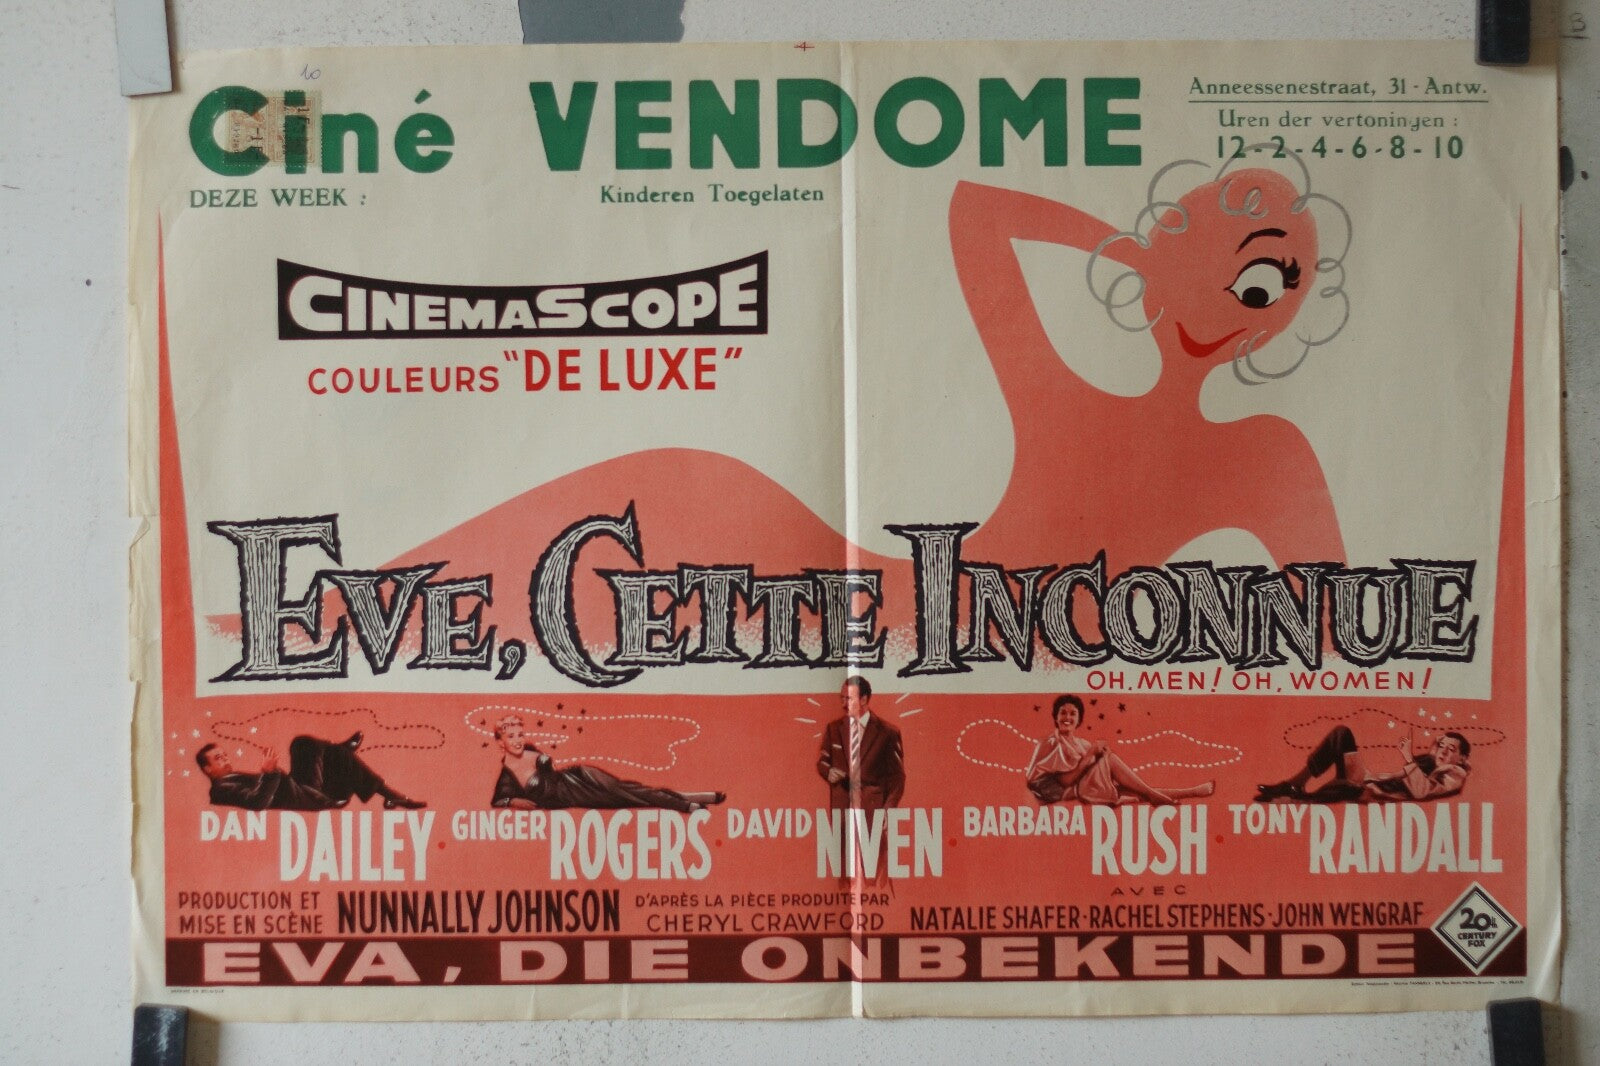 10
4
Ciné VENDOME
Anneessenestraat, 31 - Antw.
Uren der vertoningen :
12 - 2 - 4 - 6 - 8 - 10
DEZE WEEK :
Kinderen Toegelaten
CINEMASCOPE
COULEURS "DE LUXE"
EVE, CETTE INCONNUE
OH, MEN! OH, WOMEN!
DAN DAILEY · GINGER ROGERS · DAVID NIVEN · BARBARA RUSH · TONY RANDALL
PRODUCTION ET
MISE EN SCÈNE NUNNALLY JOHNSON
D'APRÈS LA PIÈCE PRODUITE PAR
CHERYL CRAWFORD
AVEC
NATALIE SHAFER · RACHEL STEPHENS · JOHN WENGRAF
20th
CENTURY
FOX
EVA, DIE ONBEKENDE